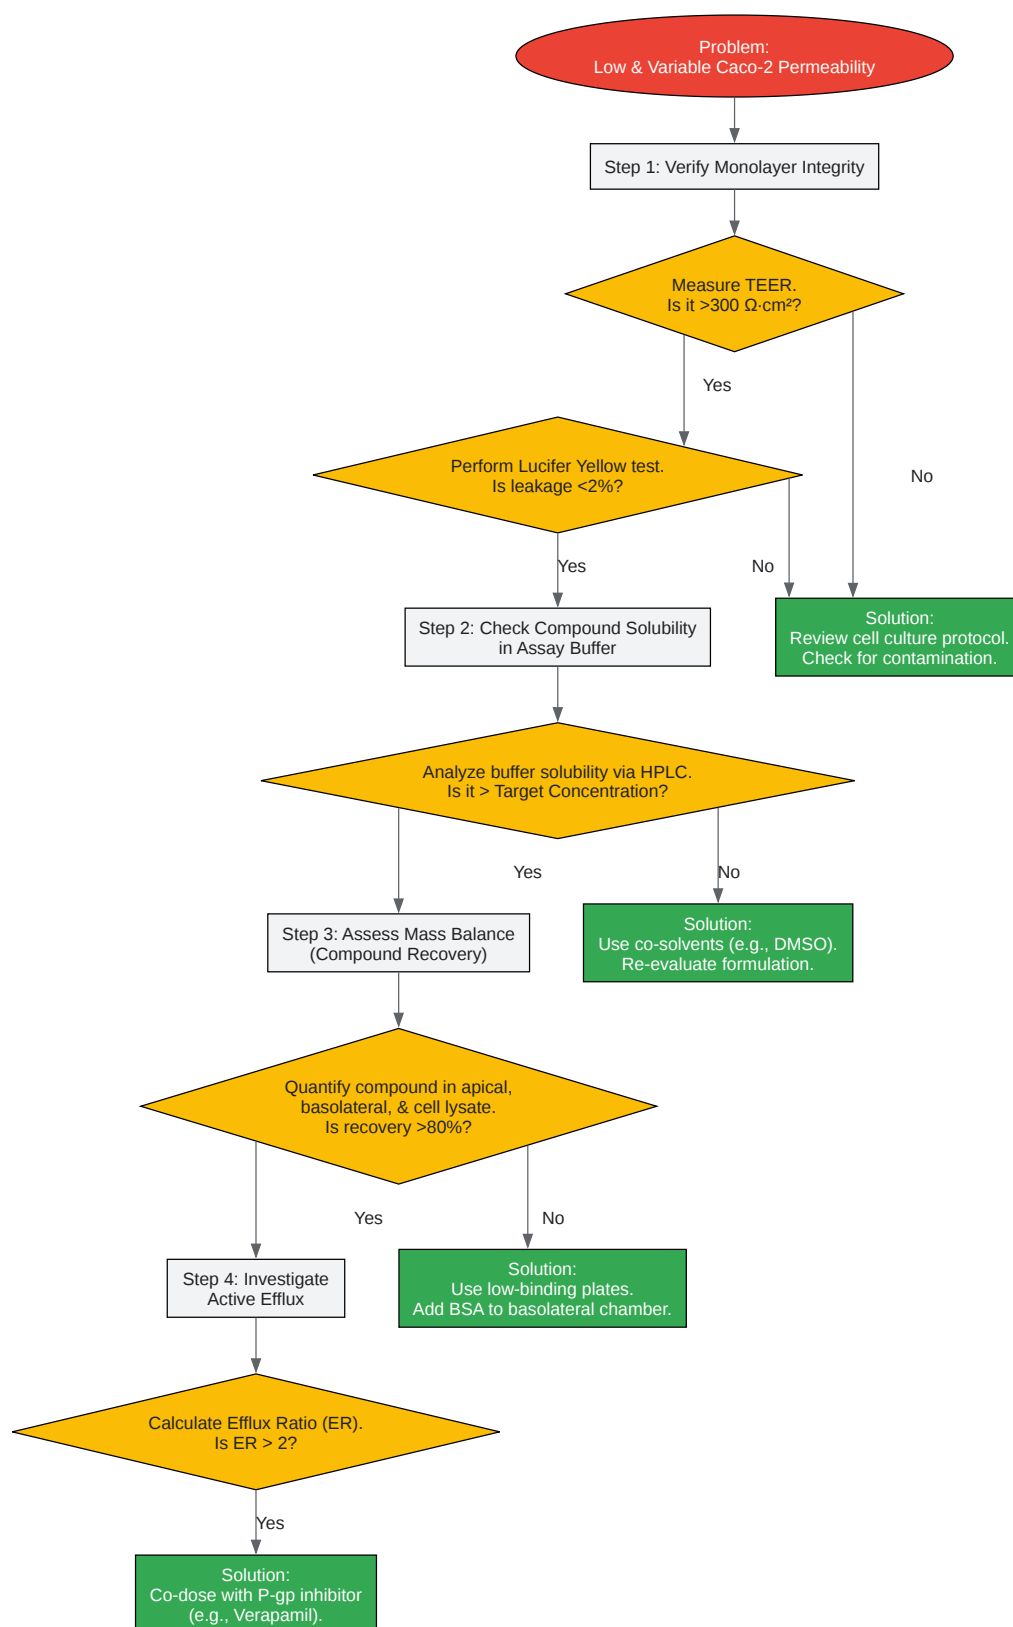 Problem:
Low & Variable Caco-2 Permeability
Step 1: Verify Monolayer Integrity
Measure TEER.
Is it >300 Ω·cm²?
Yes
No
Perform Lucifer Yellow test.
Is leakage <2%?
Yes
No
Solution:
Review cell culture protocol.
Check for contamination.
Step 2: Check Compound Solubility
in Assay Buffer
Analyze buffer solubility via HPLC.
Is it > Target Concentration?
Yes
No
Solution:
Use co-solvents (e.g., DMSO).
Re-evaluate formulation.
Step 3: Assess Mass Balance
(Compound Recovery)
Quantify compound in apical,
basolateral, & cell lysate.
Is recovery >80%?
Yes
No
Solution:
Use low-binding plates.
Add BSA to basolateral chamber.
Step 4: Investigate
Active Efflux
Calculate Efflux Ratio (ER).
Is ER > 2?
Yes
Solution:
Co-dose with P-gp inhibitor
(e.g., Verapamil).